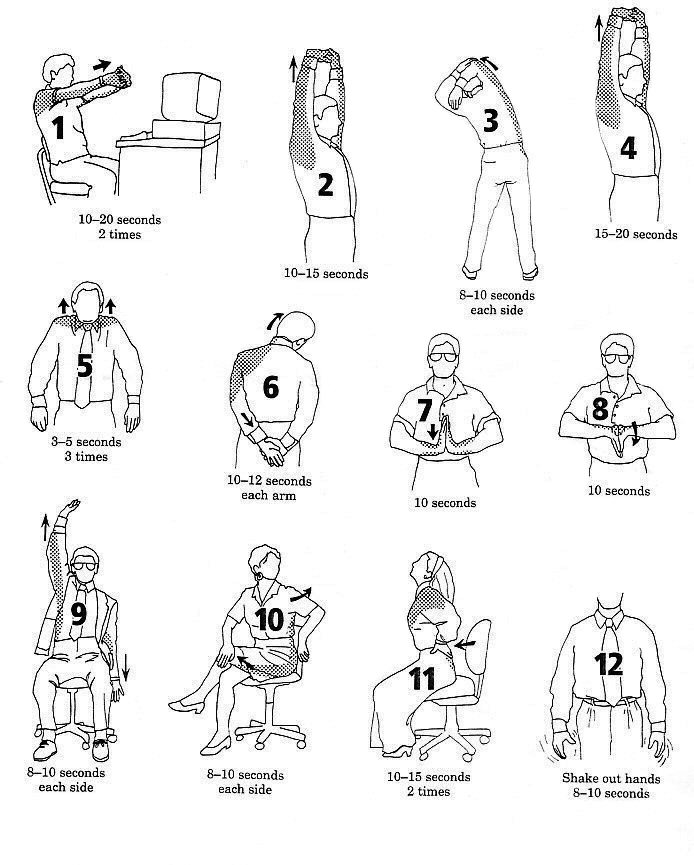 1
10–20 seconds
2 times
2
10–15 seconds
3
8–10 seconds
each side
4
15–20 seconds
5
3–5 seconds
3 times
6
10–12 seconds
each arm
7
10 seconds
8
10 seconds
9
8–10 seconds
each side
10
8–10 seconds
each side
11
10–15 seconds
2 times
12
Shake out hands
8–10 seconds